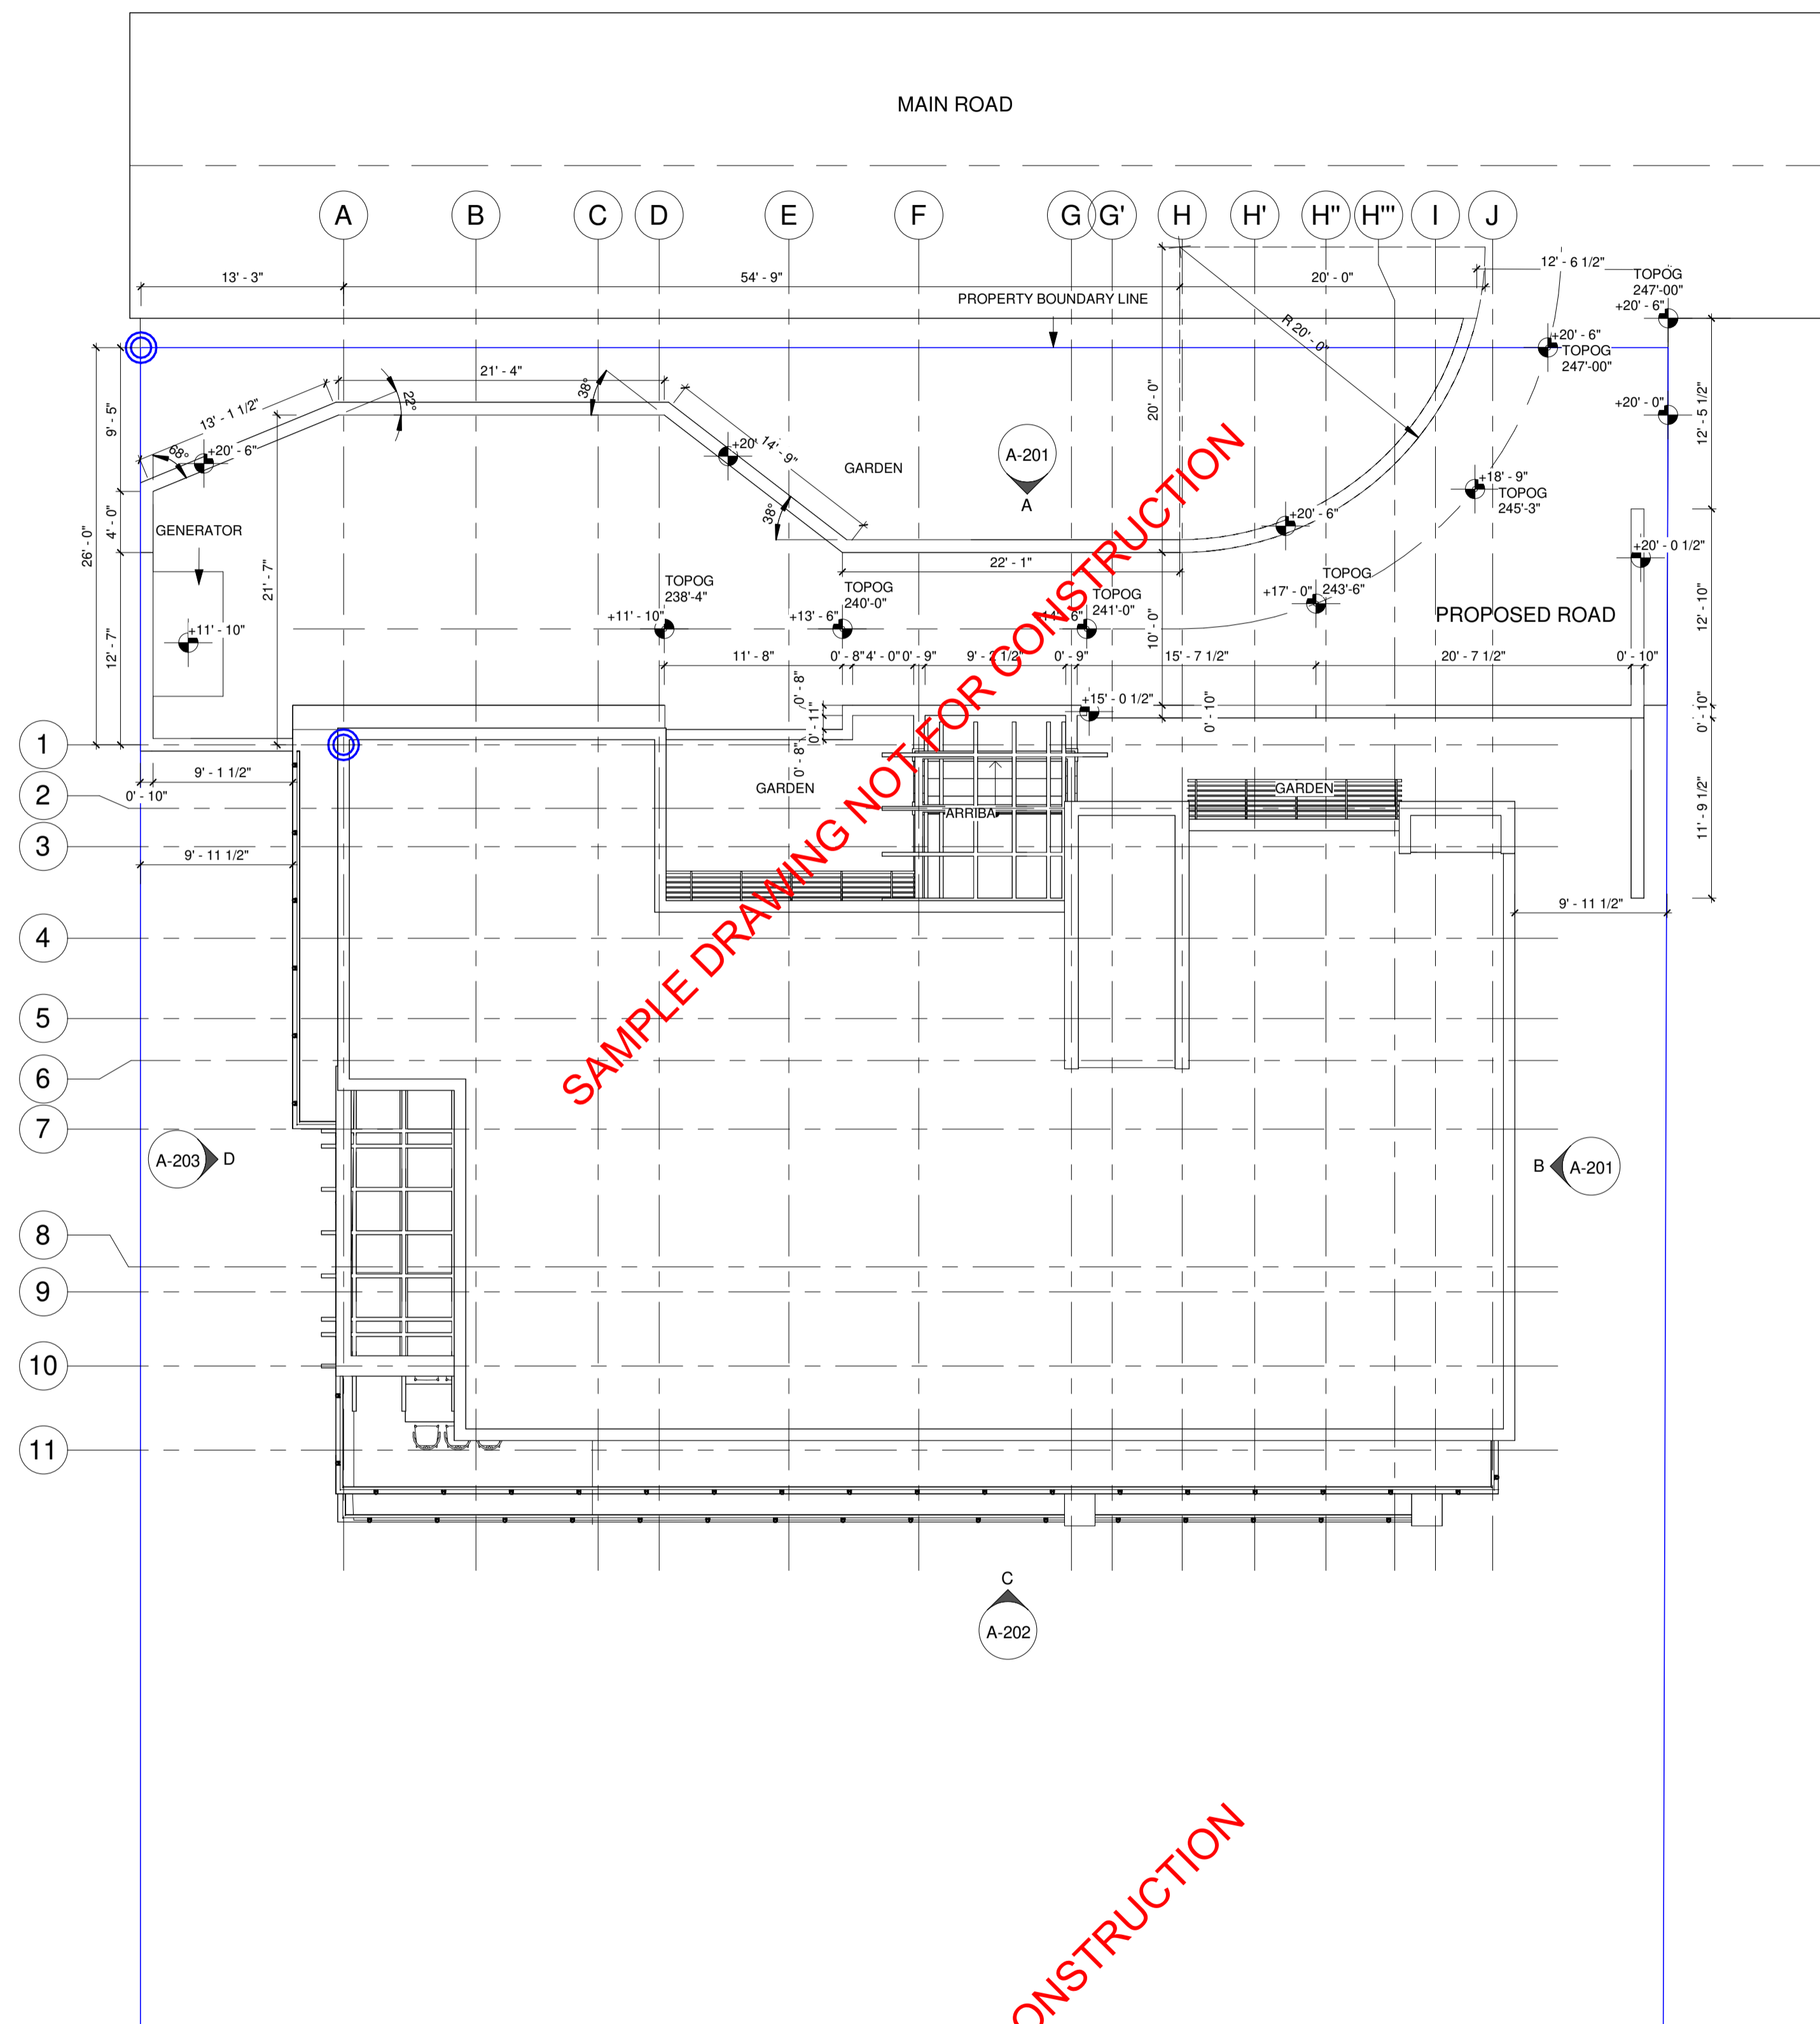 MAIN ROAD
A B C D E F G G' H H' H'' H''' I J
13' - 3"
54' - 9"
20' - 0"
12' - 6 1/2"
TOPOG
247'-00"
+20' - 6"
PROPERTY BOUNDARY LINE
R 20' - 0"
+20' - 6"
TOPOG
247'-00"
21' - 4"
22°
38°
13' - 1 1/2"
9' - 5"
68°
+20' - 6"
+20'
14' - 9"
GARDEN
A-201
A
20' - 0"
+20' - 0"
12' - 5 1/2"
+18' - 9"
TOPOG
245'-3"
26' - 0"
4' - 0"
GENERATOR
38°
+20' - 6"
21' - 7"
22' - 1"
+20' - 0 1/2"
12' - 7"
+11' - 10"
TOPOG
238'-4"
+11' - 10"
TOPOG
240'-0"
+13' - 6"
TOPOG
241'-0"
10' - 0"
TOPOG
243'-6"
+17' - 0"
PROPOSED ROAD
12' - 10"
11' - 8"
0' - 8"
4' - 0"
0' - 9"
9' - 2 1/2"
0' - 9"
15' - 7 1/2"
20' - 7 1/2"
0' - 10"
0' - 8"
0' - 11"
0' - 8"
+15' - 0 1/2"
0' - 10"
0' - 10"
1
9' - 1 1/2"
0' - 10"
2
GARDEN
ARRIBA
GARDEN
11' - 9 1/2"
3
9' - 11 1/2"
9' - 11 1/2"
4
5
6
7
A-203
D
B
A-201
8
9
10
11
C
A-202
SAMPLE DRAWING NOT FOR CONSTRUCTION
ONSTRUCTION